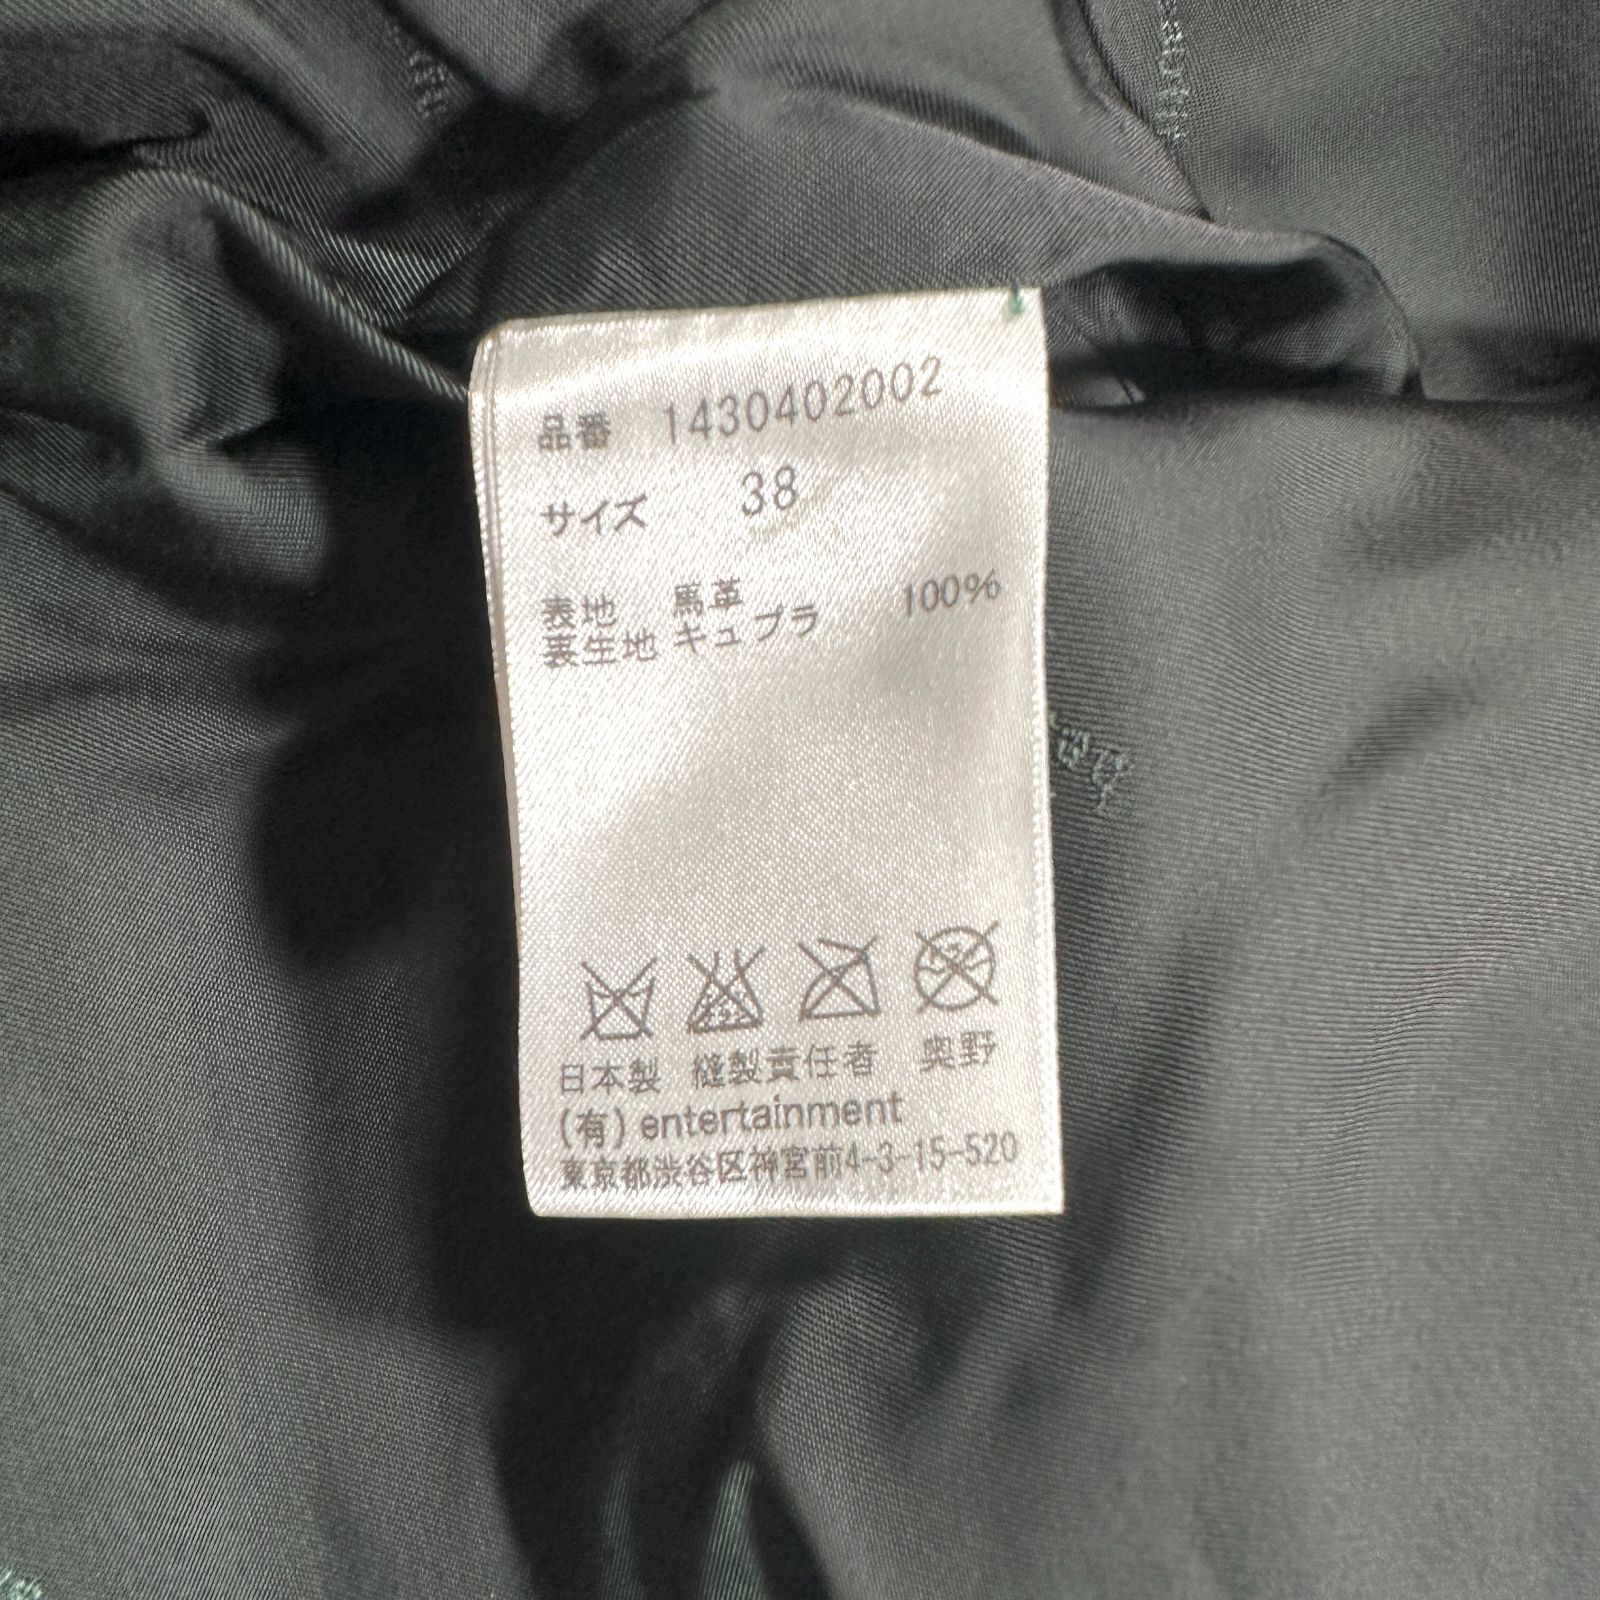 品番 1430402002
サイズ 38
表地 馬革
裏生地 キュプラ 100%
日本製 縫製責任者 奥野
(有) entertainment
東京都渋谷区神宮前4-3-15-520